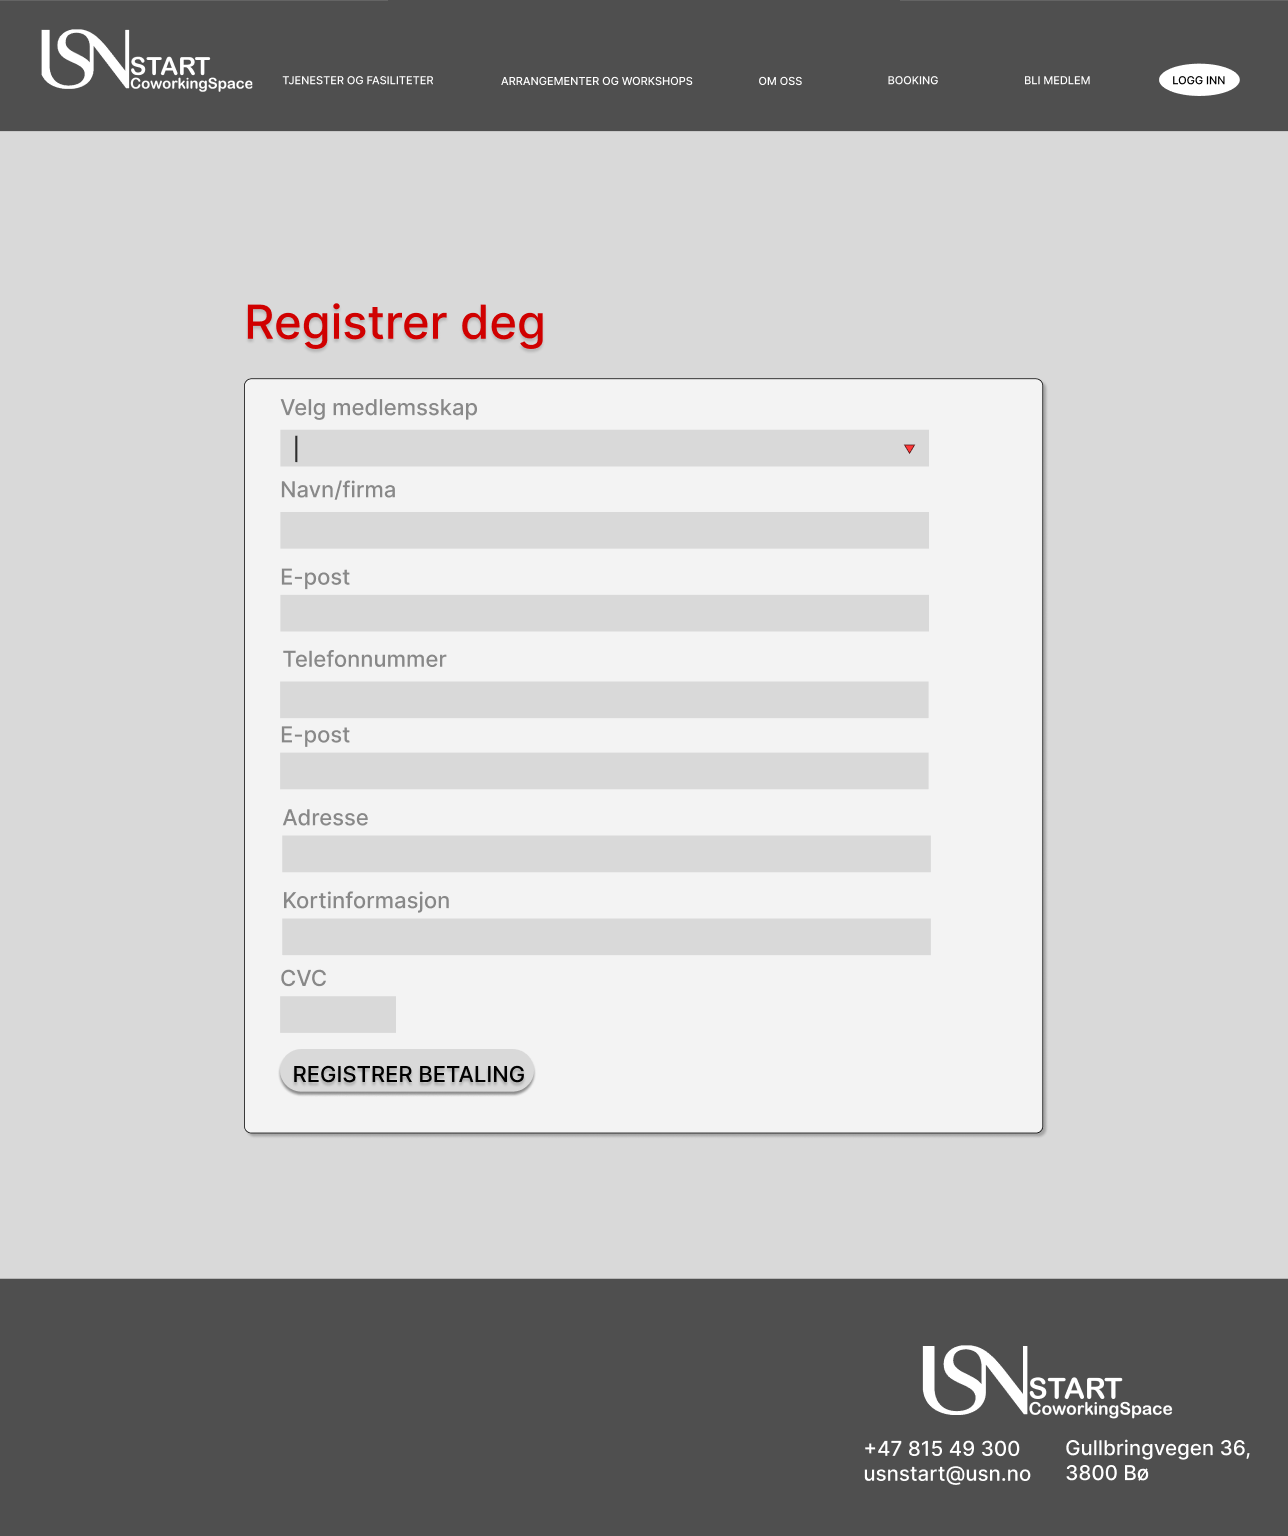 USN START
CoworkingSpace
TJENESTER OG FASILITETER
ARRANGEMENTER OG WORKSHOPS
OM OSS
BOOKING
BLI MEDLEM
LOGG INN
Registrer deg
Velg medlemsskap
Navn/firma
E-post
Telefonnummer
E-post
Adresse
Kortinformasjon
CVC
REGISTRER BETALING
USN START
CoworkingSpace
+47 815 49 300
usnstart@usn.no
Gullbringvegen 36,
3800 Bø